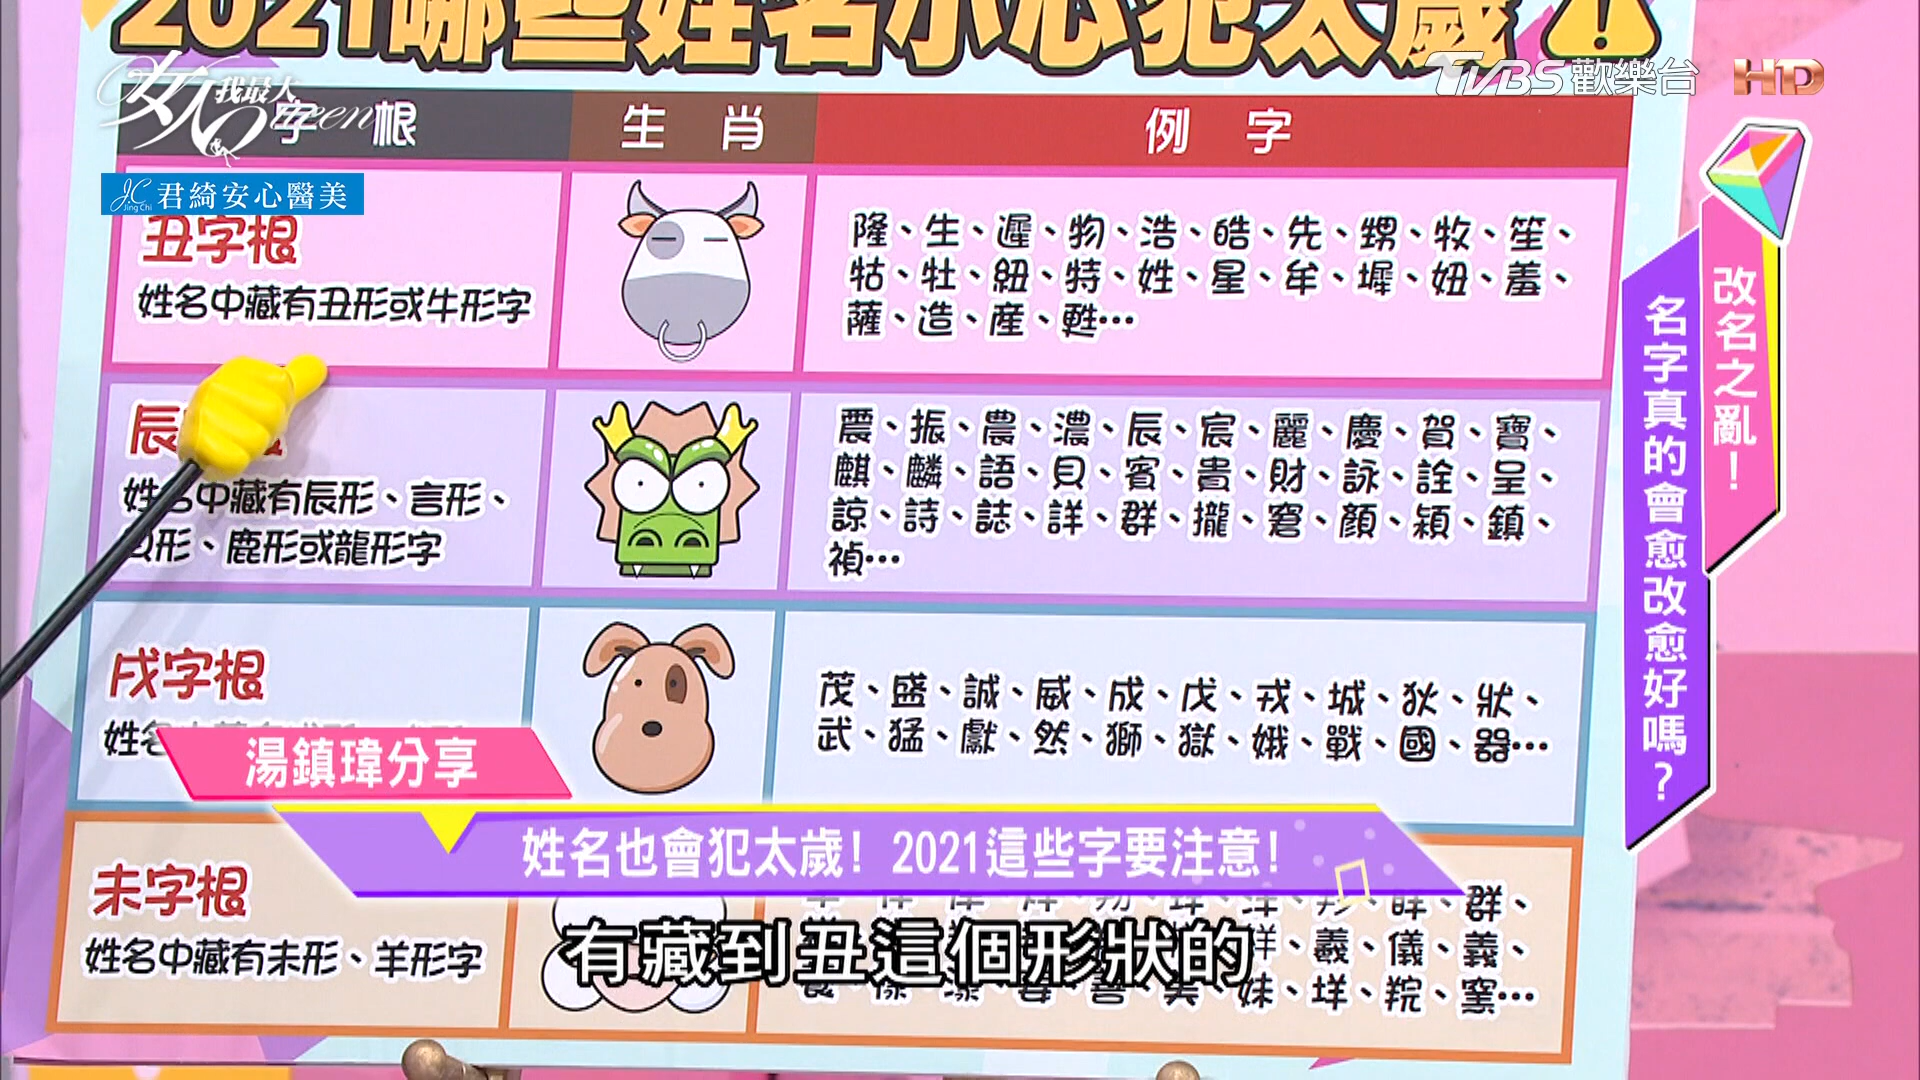 2021哪些姓名小心犯太歲
女人我最大
Queen
TVBS歡樂台 HD
字根 生肖 例字
J.C Jing Chi 君綺安心醫美
丑字根
姓名中藏有丑形或牛形字
隆、生、遲、物、浩、皓、先、甥、牧、笙、
牯、牡、紐、特、姓、星、牟、墀、妞、羞、
薩、造、產、甦…
辰
姓名中藏有辰形、言形、
貝形、鹿形或龍形字
震、振、農、濃、辰、宸、麗、慶、賀、寶、
麒、麟、語、貝、賓、貴、財、詠、詮、呈、
諒、詩、誌、詳、群、攏、窘、顏、穎、鎮、
禎…
戌字根
姓名
茂、盛、誠、威、成、戊、戎、城、狄、狀、
武、猛、獻、然、獅、獄、娥、戰、國、器…
未字根
姓名中藏有未形、羊形字
群、
羲、儀、義、
妹、垟、羦、窯…
改名之亂!
名字真的會愈改愈好嗎?
湯鎮瑋分享
姓名也會犯太歲! 2021這些字要注意!
有藏到丑這個形狀的